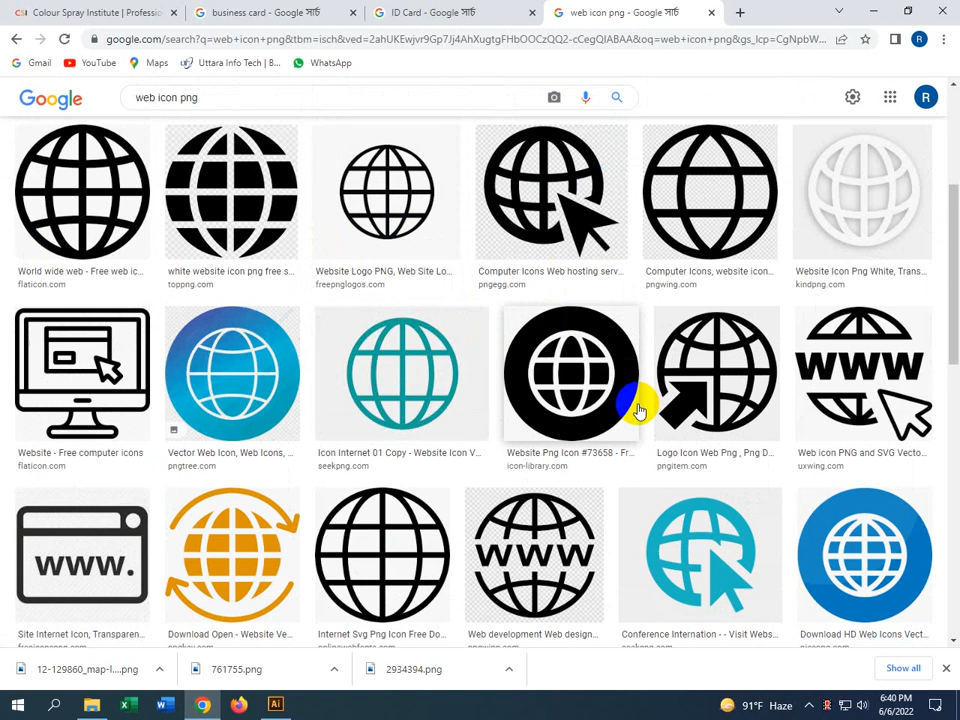 Colour Spray Institute | Professio
business card - Google সার্চ
ID Card - Google সার্চ
web icon png - Google সার্চ
google.com/search?q=web+icon+png&tbm=isch&ved=2ahUKEwjvr9Gp7Jj4AhXugtgFHbOOCzQQ2-cCegQIABAA&oq=web+icon+png&gs_lcp=CgNpbW...
R
Gmail
YouTube
Maps
Uttara Info Tech | B...
WhatsApp
Google
web icon png
R
World wide web - Free web ic...
flaticon.com
white website icon png free s...
toppng.com
Website Logo PNG, Web Site Lo...
freepnglogos.com
Computer Icons Web hosting serv...
pngegg.com
Computer Icons, website icon...
pngwing.com
Website Icon Png White, Trans...
kindpng.com
www
Website - Free computer icons
flaticon.com
Vector Web Icon, Web Icons, ...
pngtree.com
Icon Internet 01 Copy - Website Icon V...
seekpng.com
Website Png Icon #73658 - Fr...
icon-library.com
Logo Icon Web Png , Png D...
pngitem.com
Web icon PNG and SVG Vecto...
uxwing.com
www.
www
Site Internet Icon, Transparen...
Download Open - Website Ve...
Internet Svg Png Icon Free Do...
Web development Web design...
Conference Internation - - Visit Webs...
Download HD Web Icons Vect...
12-129860_map-l....png
761755.png
2934394.png
Show all
Ai
91°F Haze
6:40 PM
6/6/2022